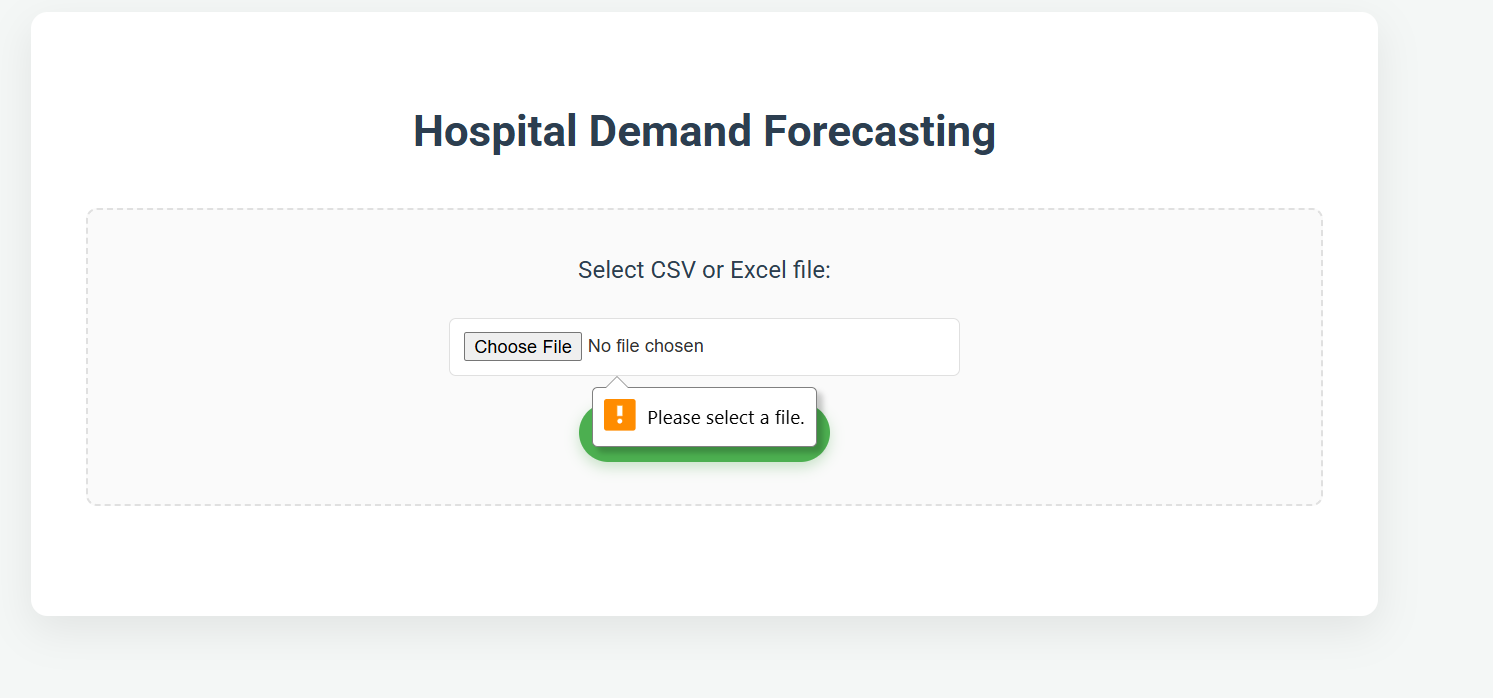 Hospital Demand Forecasting
Select CSV or Excel file:
Choose File No file chosen
Please select a file.